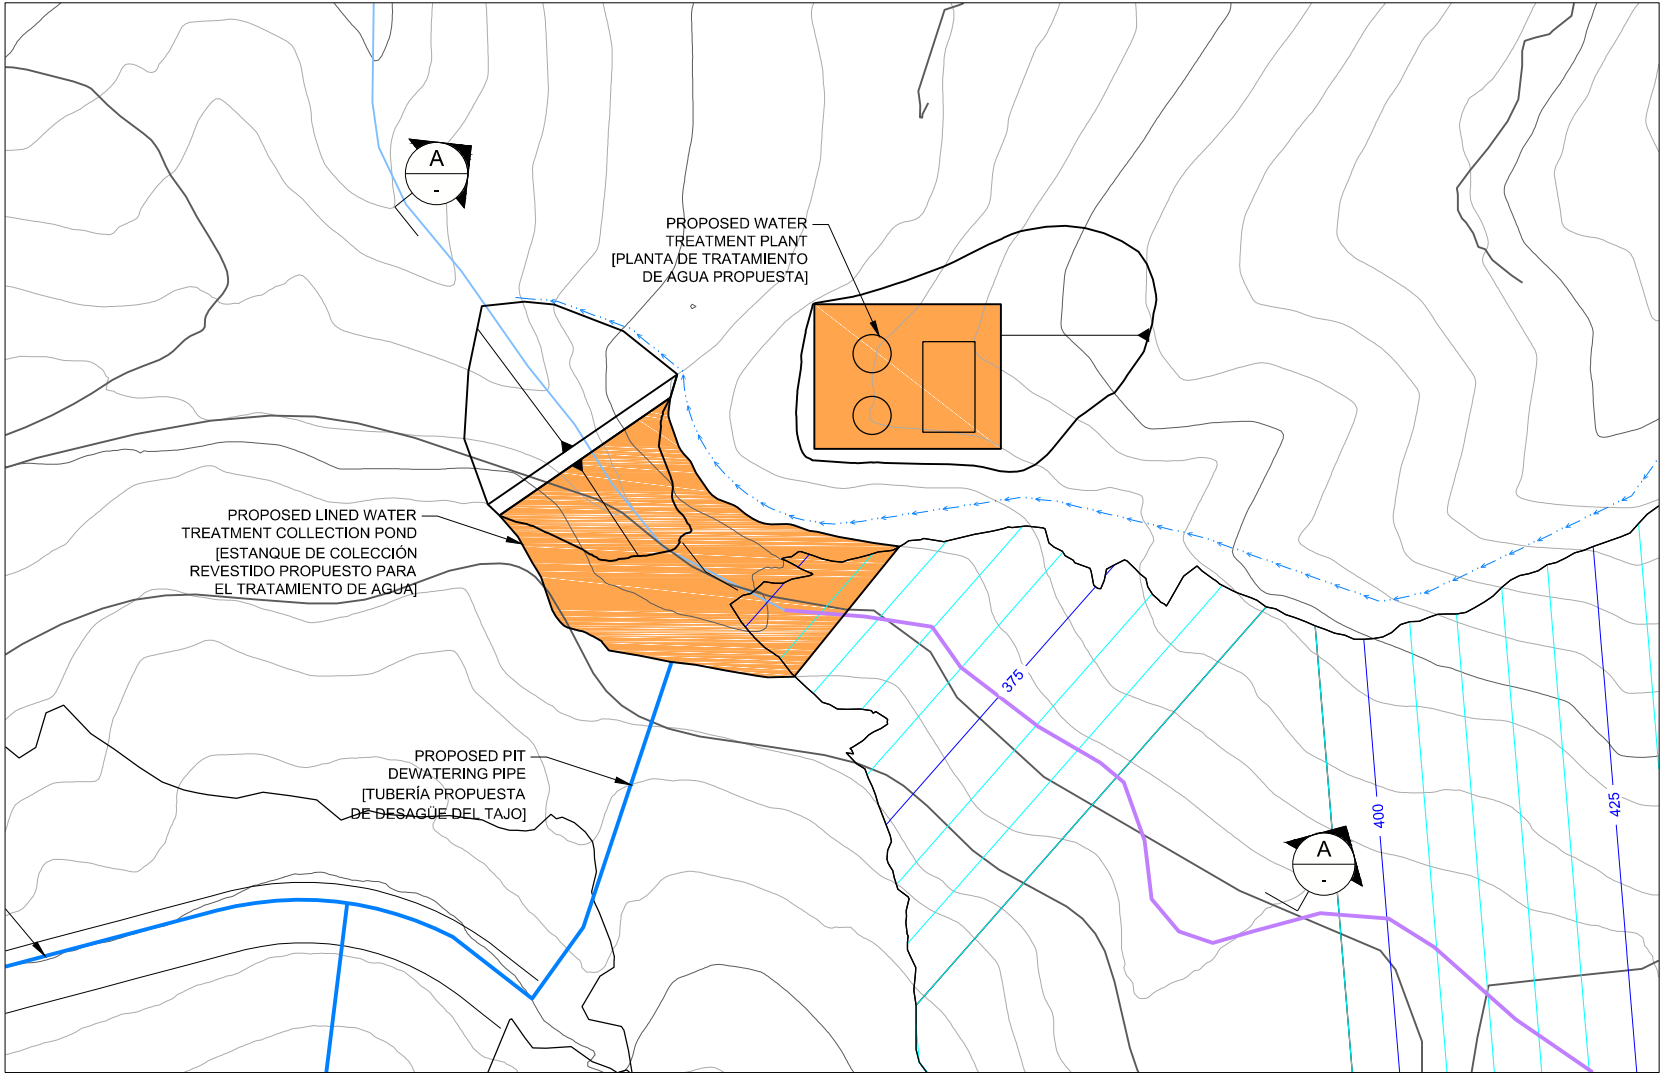 A
-
PROPOSED WATER
TREATMENT PLANT
[PLANTA DE TRATAMIENTO
DE AGUA PROPUESTA]
PROPOSED LINED WATER
TREATMENT COLLECTION POND
[ESTANQUE DE COLECCIÓN
REVESTIDO PROPUESTO PARA
EL TRATAMIENTO DE AGUA]
375
PROPOSED PIT
DEWATERING PIPE
[TUBERÍA PROPUESTA
DE DESAGÜE DEL TAJO]
400
425
A
-